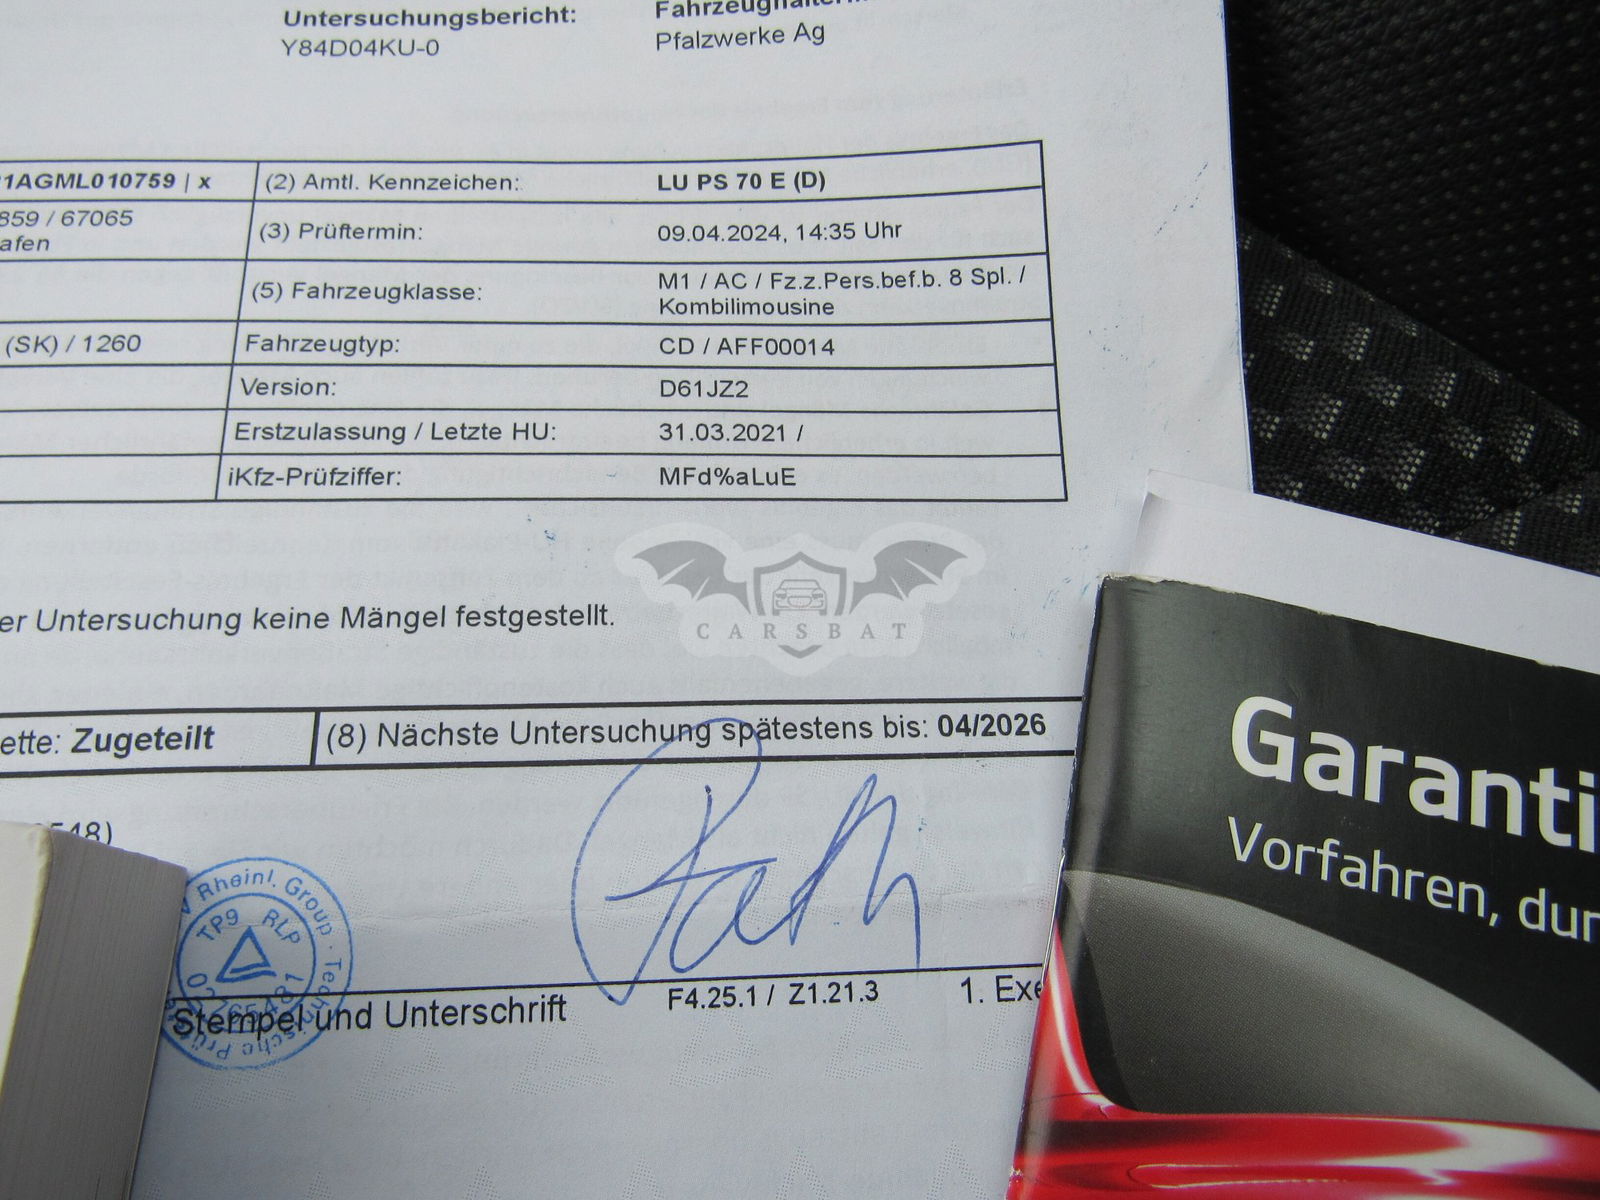 Untersuchungsbericht:
Y84D04KU-0
Fahrzeughalter
Pfalzwerke Ag
1AGML010759 | x
(2) Amtl. Kennzeichen:
LU PS 70 E (D)
859 / 67065
afen
(3) Prüftermin:
09.04.2024, 14:35 Uhr
(5) Fahrzeugklasse:
M1 / AC / Fz.z.Pers.bef.b. 8 Spl. /
Kombilimousine
(SK) / 1260
Fahrzeugtyp:
CD / AFF00014
Version:
D61JZ2
Erstzulassung / Letzte HU:
31.03.2021 /
iKfz-Prüfziffer:
MFd%aLuE
er Untersuchung keine Mängel festgestellt.
CARSBAT
ette: Zugeteilt
(8) Nächste Untersuchung spätestens bis: 04/2026
548)
Rheinl. Group · Technische Prüf
TP9 RLP
Stempel und Unterschrift
F4.25.1 / Z1.21.3
1. Exe
Garanti
Vorfahren, dur